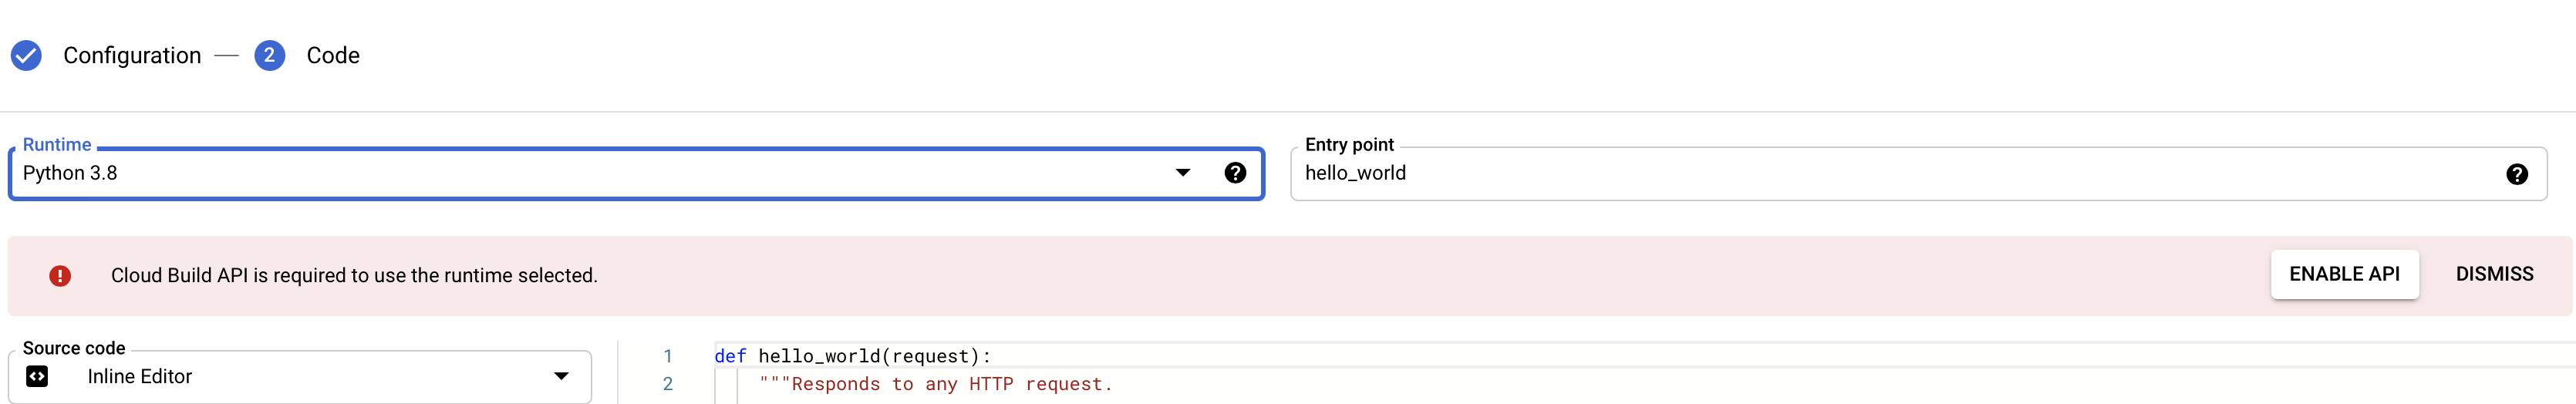 Configuration — 2 Code
Runtime
Python 3.8
Entry point
hello_world
Cloud Build API is required to use the runtime selected.
ENABLE API
DISMISS
Source code
Inline Editor
1 def hello_world(request):
2 """Responds to any HTTP request.